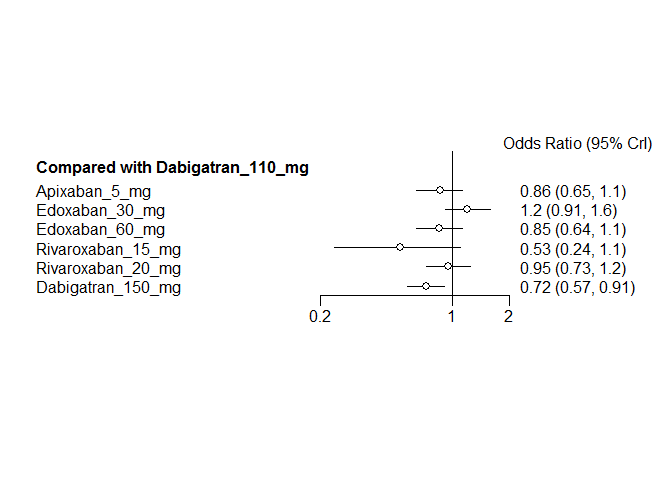 Odds Ratio (95% CrI)
Compared with Dabigatran_110_mg
Apixaban_5_mg 0.86 (0.65, 1.1)
Edoxaban_30_mg 1.2 (0.91, 1.6)
Edoxaban_60_mg 0.85 (0.64, 1.1)
Rivaroxaban_15_mg 0.53 (0.24, 1.1)
Rivaroxaban_20_mg 0.95 (0.73, 1.2)
Dabigatran_150_mg 0.72 (0.57, 0.91)
0.2 1 2